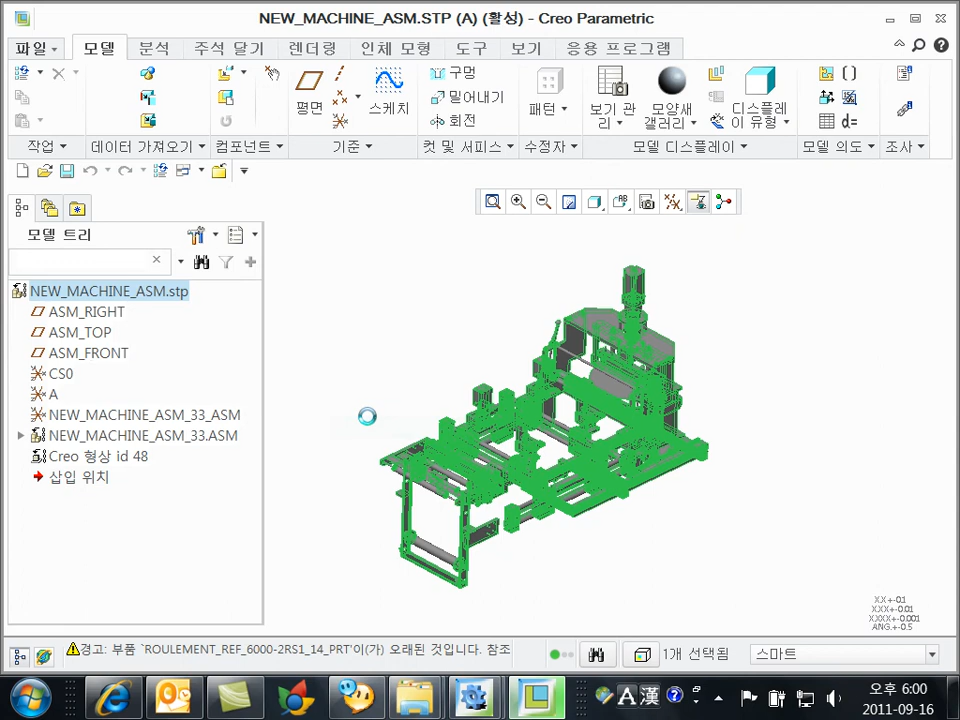 NEW_MACHINE_ASM.STP (A) (활성) - Creo Parametric
파일 모델 분석 주석 달기 렌더링 인체 모형 도구 보기 응용 프로그램
평면 스케치 구멍 밀어내기 회전 패턴 보기 관리 모양새 갤러리 디스플레이 유형
작업 데이터 가져오기 컴포넌트 기준 컷 및 서피스 수정자 모델 디스플레이 모델 의도 조사
모델 트리
NEW_MACHINE_ASM.stp
ASM_RIGHT
ASM_TOP
ASM_FRONT
CS0
A
NEW_MACHINE_ASM_33_ASM
NEW_MACHINE_ASM_33.ASM
Creo 형상 id 48
삽입 위치
X.X +-0.1
X.XX +-0.01
X.XXX +-0.001
ANG. +-0.5
경고: 부품 `ROULEMENT_REF_6000-2RS1_14_PRT'이(가) 오래된 것입니다. 참조
1개 선택됨 스마트
A 漢
오후 6:00
2011-09-16